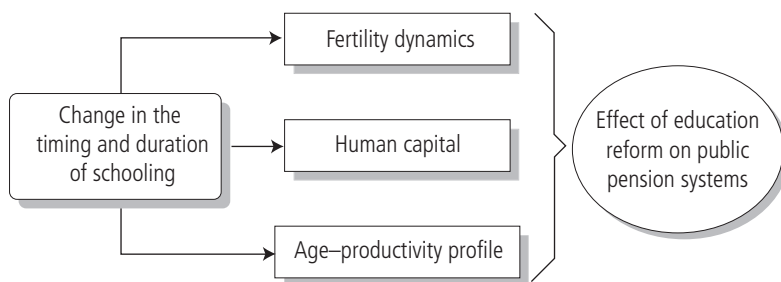 Change in the
timing and duration
of schooling
Fertility dynamics
Human capital
Age–productivity profile
Effect of education
reform on public
pension systems